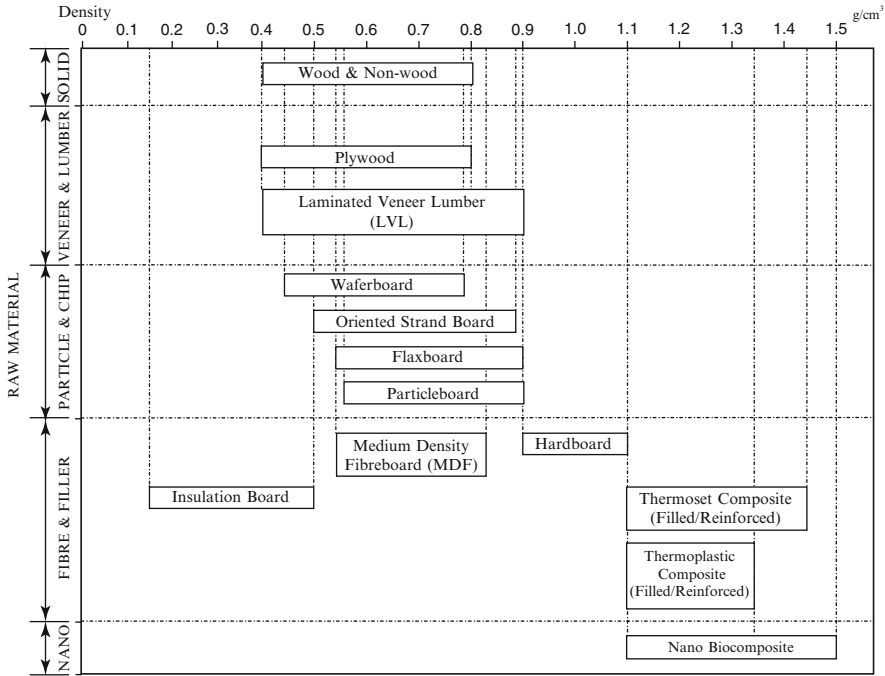 Density
g/cm³
0 0.1 0.2 0.3 0.4 0.5 0.6 0.7 0.8 0.9 1.0 1.1 1.2 1.3 1.4 1.5
RAW MATERIAL
SOLID
Wood & Non-wood
VENEER & LUMBER
Plywood
Laminated Veneer Lumber
(LVL)
PARTICLE & CHIP
Waferboard
Oriented Strand Board
Flaxboard
Particleboard
FIBRE & FILLER
Medium Density
Fibreboard (MDF)
Hardboard
Insulation Board
Thermoset Composite
(Filled/Reinforced)
Thermoplastic
Composite
(Filled/Reinforced)
NANO
Nano Biocomposite